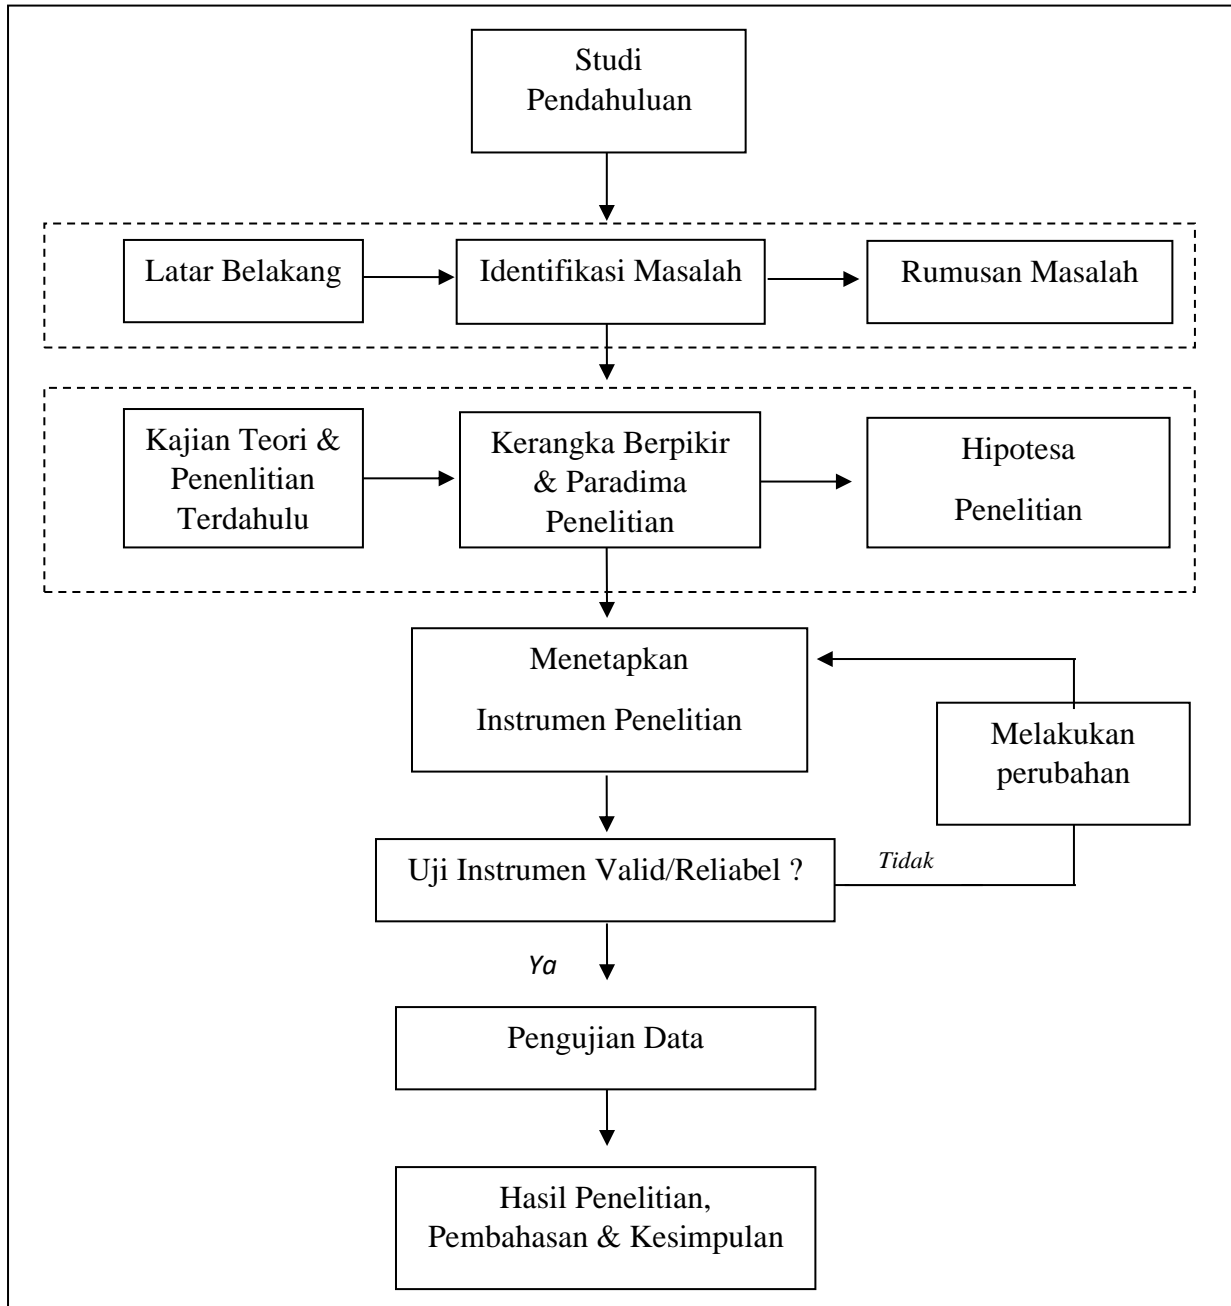 Studi
Pendahuluan
Latar Belakang
Identifikasi Masalah
Rumusan Masalah
Kajian Teori &
Penenlitian
Terdahulu
Kerangka Berpikir
& Paradima
Penelitian
Hipotesa
Penelitian
Menetapkan
Instrumen Penelitian
Melakukan
perubahan
Uji Instrumen Valid/Reliabel ?
Tidak
Ya
Pengujian Data
Hasil Penelitian,
Pembahasan & Kesimpulan